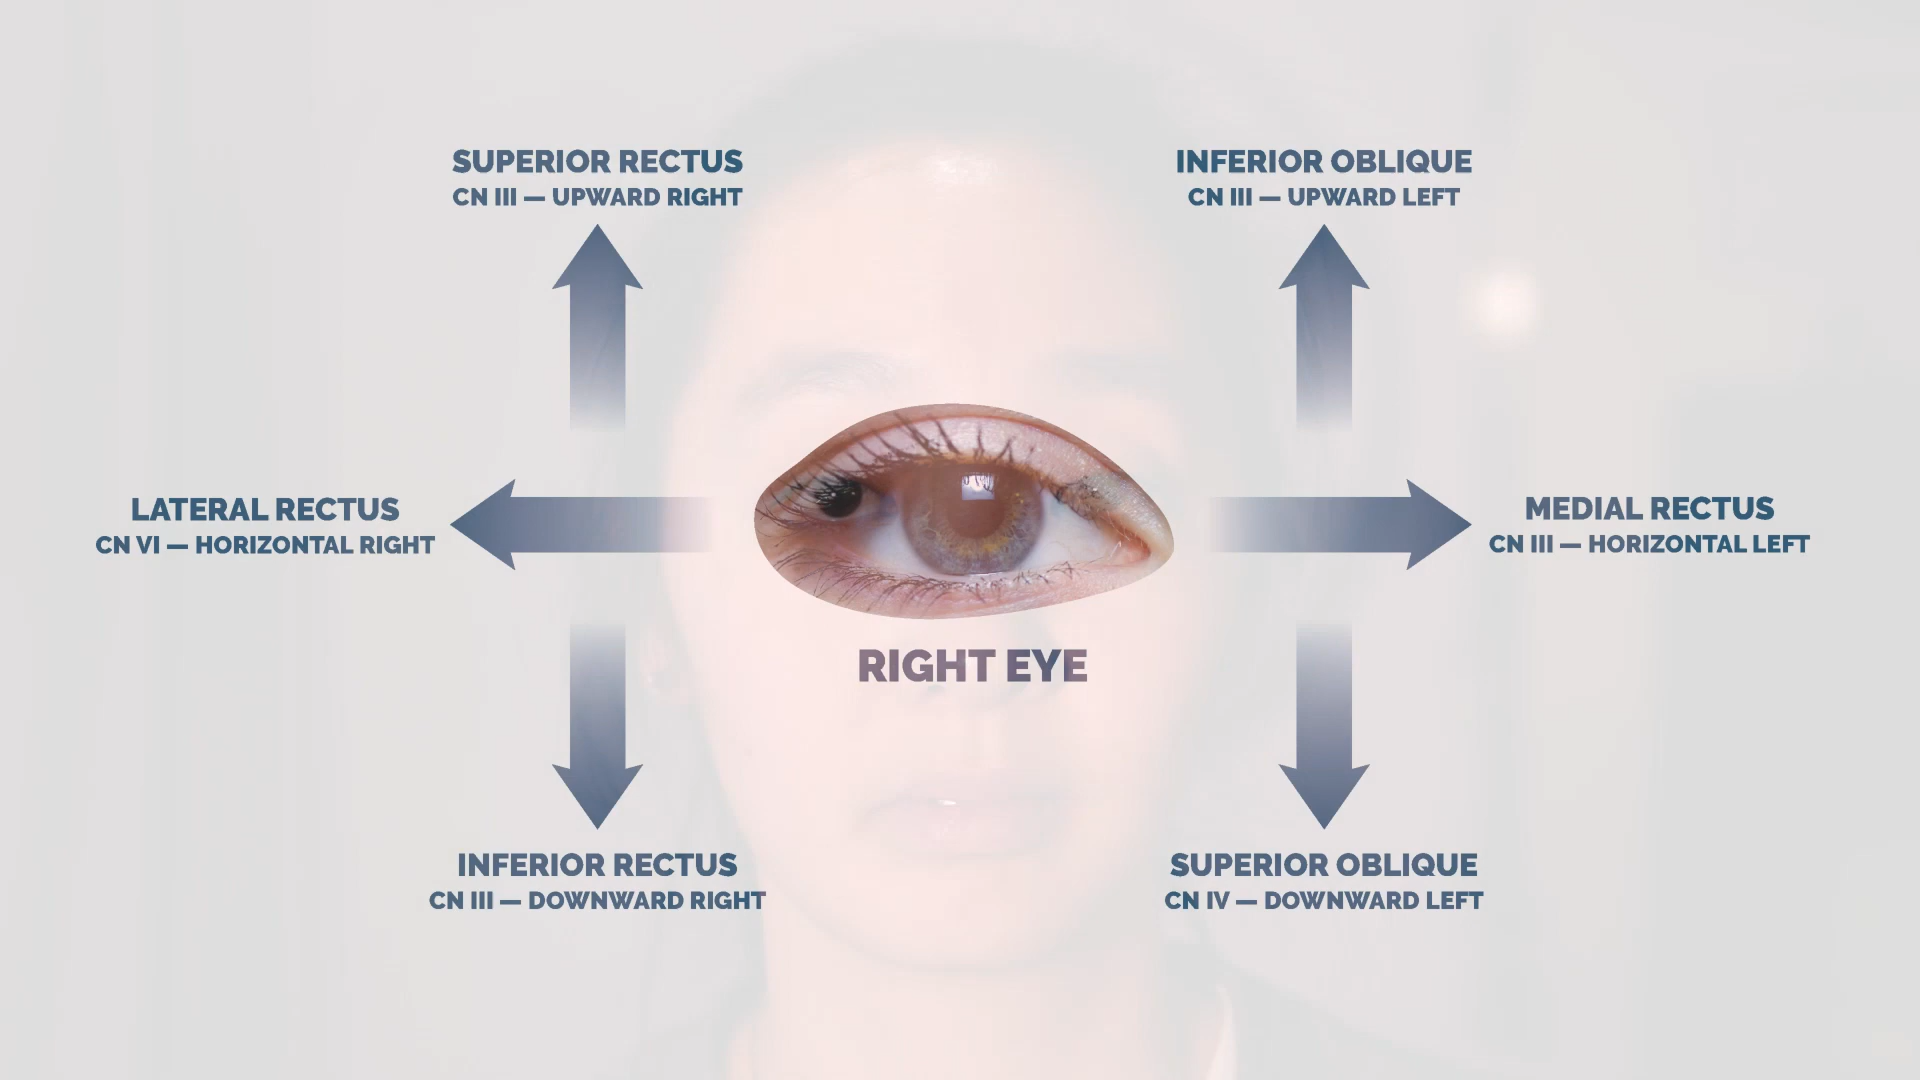 SUPERIOR RECTUS
CN III — UPWARD RIGHT
INFERIOR OBLIQUE
CN III — UPWARD LEFT
LATERAL RECTUS
CN VI — HORIZONTAL RIGHT
MEDIAL RECTUS
CN III — HORIZONTAL LEFT
RIGHT EYE
INFERIOR RECTUS
CN III — DOWNWARD RIGHT
SUPERIOR OBLIQUE
CN IV — DOWNWARD LEFT